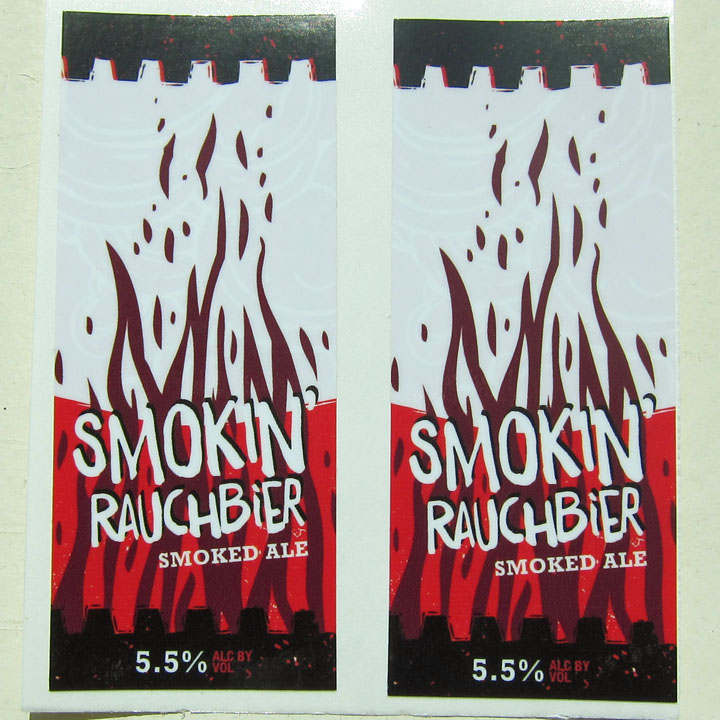 SMOKIN'
RAUCHBiER
SMOKED ALE
5.5% ALC BY
VOL
SMOKIN'
RAUCHBiER
SMOKED ALE
5.5% ALC BY
VOL